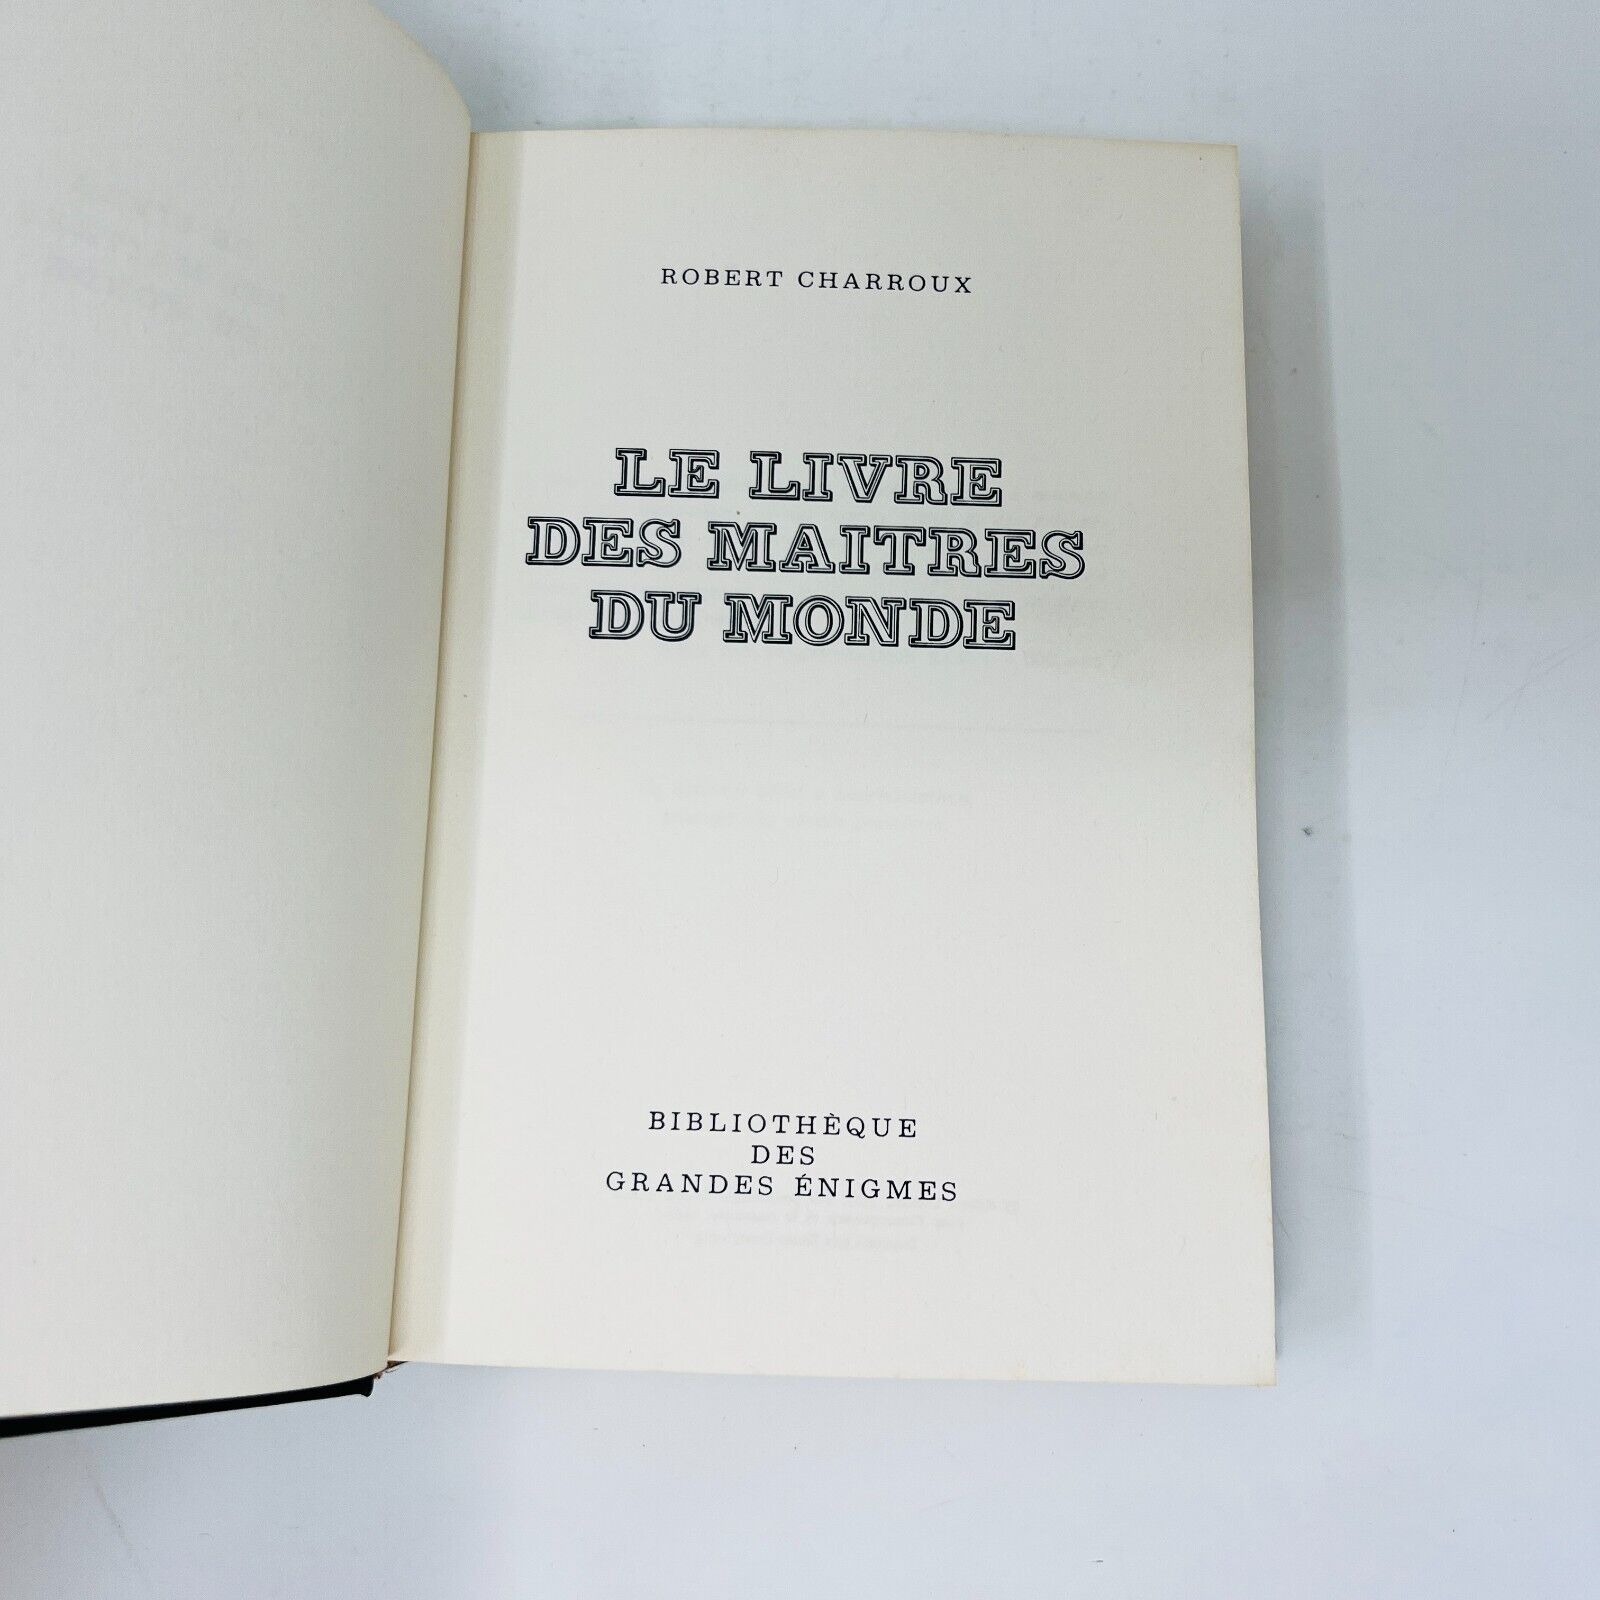 ROBERT CHARROUX
LE LIVRE
DES MAITRES
DU MONDE
BIBLIOTHÈQUE
DES
GRANDES ÉNIGMES